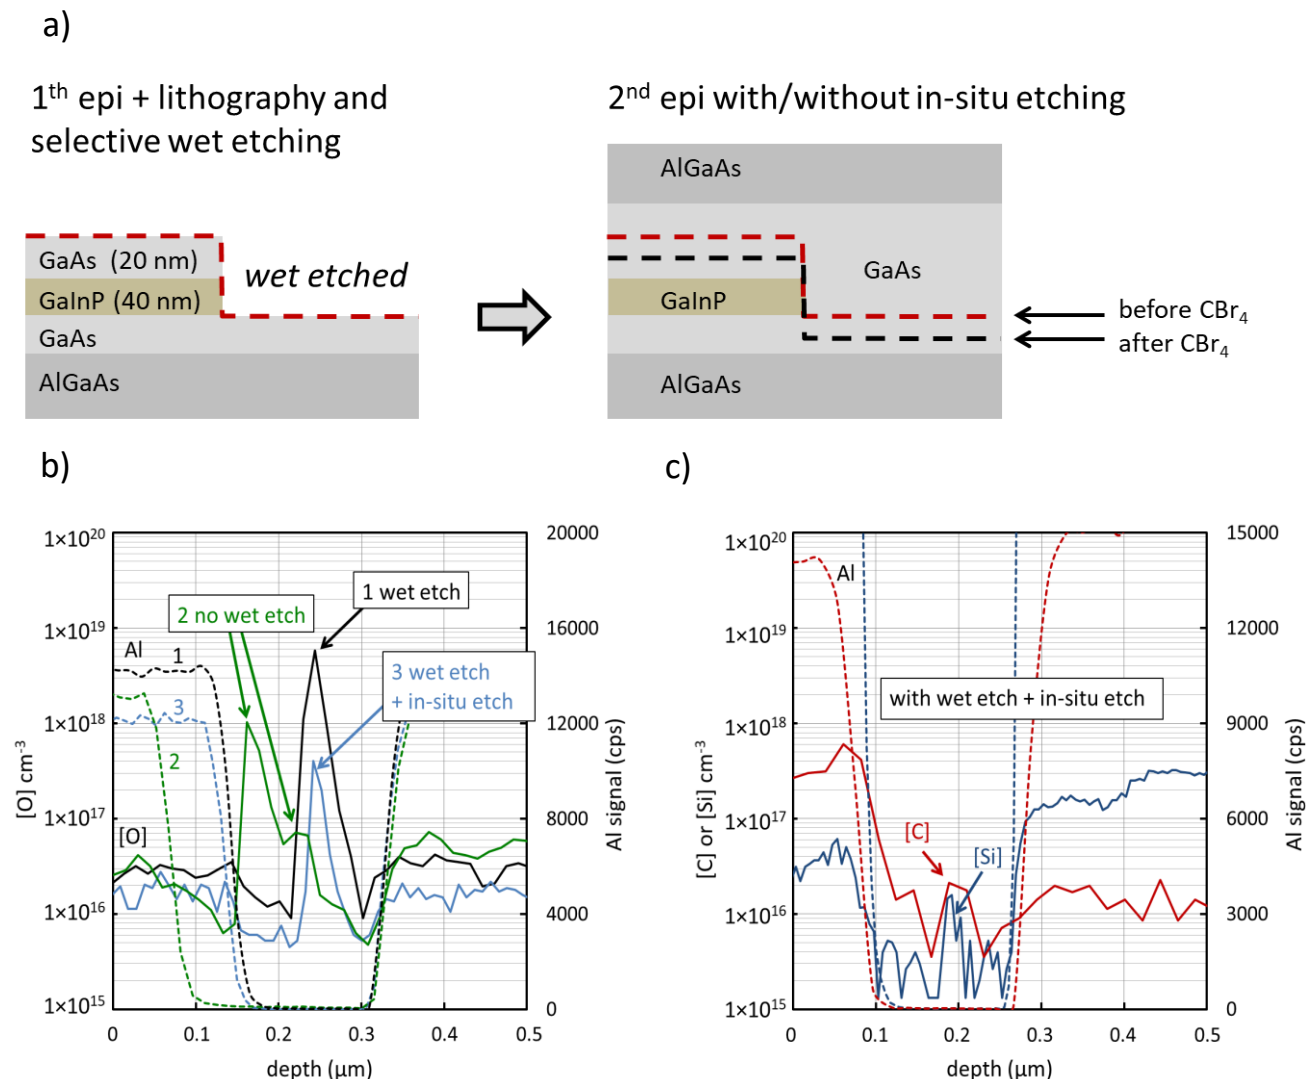 a)
1th epi + lithography and
selective wet etching
2nd epi with/without in-situ etching
GaAs (20 nm)
GaInP (40 nm)
GaAs
AlGaAs
wet etched
AlGaAs
GaAs
GaInP
AlGaAs
before CBr4
after CBr4
b)
1×10^20
1×10^19
1×10^18
1×10^17
1×10^16
1×10^15
[O] cm-3
20000
16000
12000
8000
4000
0
Al signal (cps)
0
0.1
0.2
0.3
0.4
0.5
depth (µm)
1 wet etch
2 no wet etch
3 wet etch
+ in-situ etch
Al
1
3
2
[O]
c)
1×10^20
1×10^19
1×10^18
1×10^17
1×10^16
1×10^15
[C] or [Si] cm-3
15000
12000
9000
6000
3000
0
Al signal (cps)
0
0.1
0.2
0.3
0.4
0.5
depth (µm)
Al
with wet etch + in-situ etch
[C]
[Si]